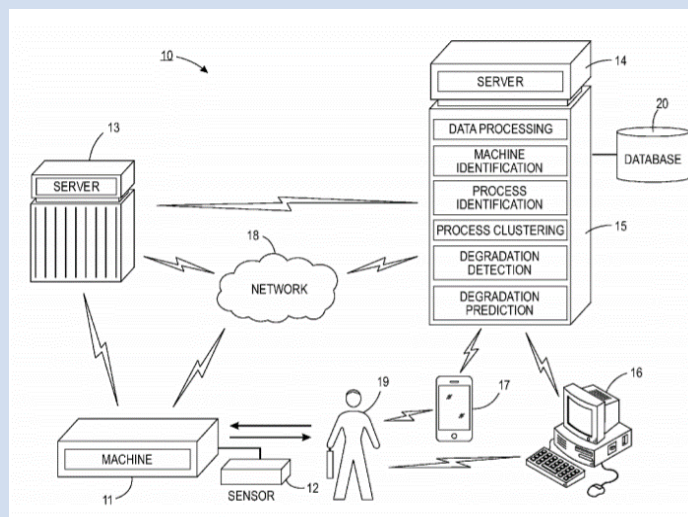 10
14
SERVER
20
13
DATA PROCESSING
DATABASE
MACHINE
IDENTIFICATION
SERVER
PROCESS
IDENTIFICATION
18
PROCESS CLUSTERING
15
NETWORK
DEGRADATION
DETECTION
DEGRADATION
PREDICTION
19
17
16
MACHINE
11
SENSOR
12